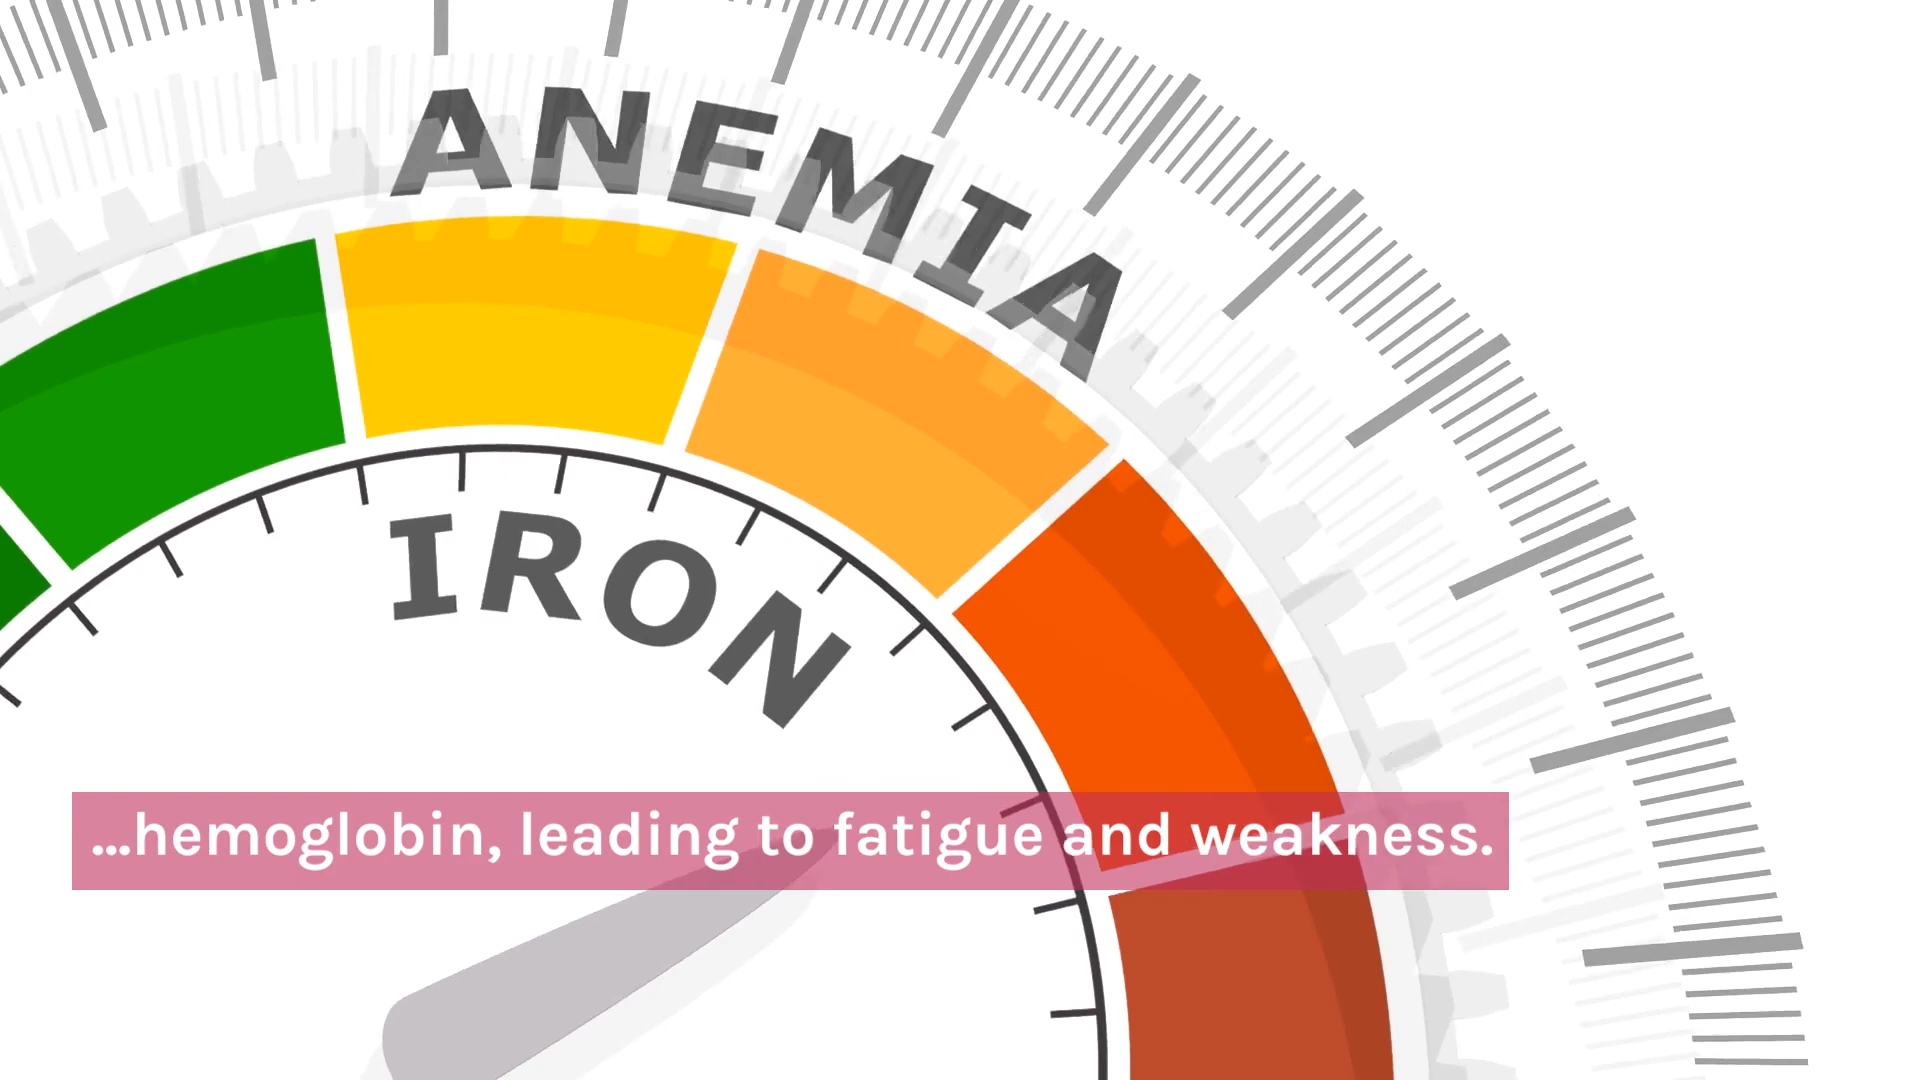 ANEMIA
IRON
...hemoglobin, leading to fatigue and weakness.